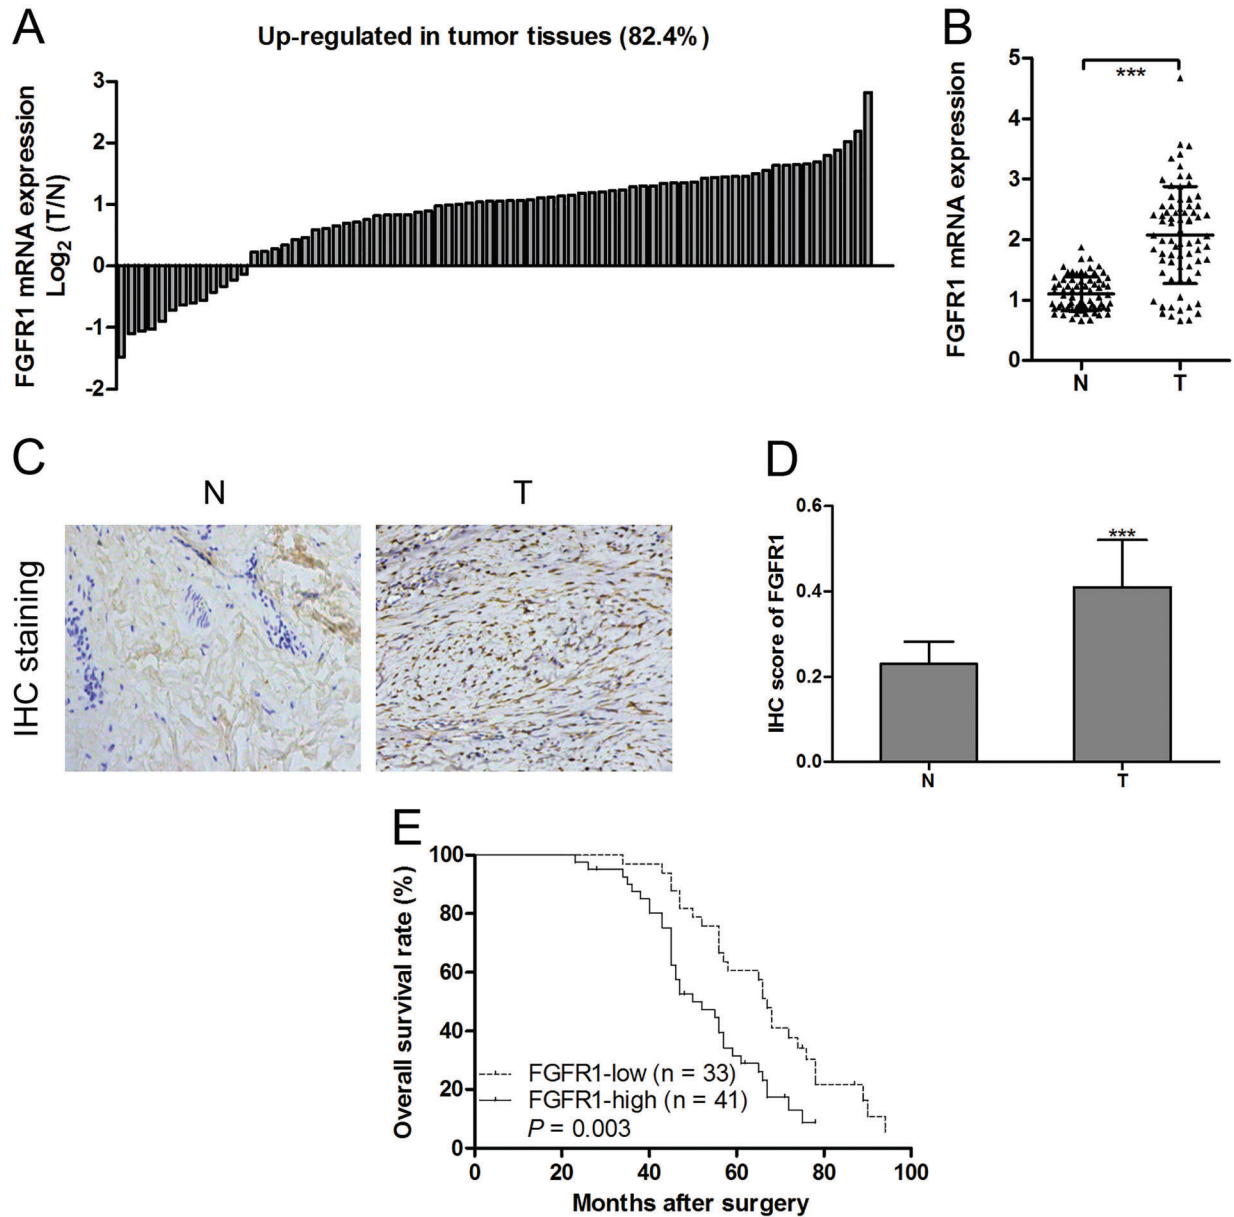 A
Up-regulated in tumor tissues (82.4%)
FGFR1 mRNA expression
Log2 (T/N)
3
2
1
0
-1
-2
B
FGFR1 mRNA expression
5
4
3
2
1
0
***
N
T
C
N
T
IHC staining
D
IHC score of FGFR1
0.6
0.4
0.2
0.0
***
N
T
E
Overall survival rate (%)
100
80
60
40
20
0
FGFR1-low (n = 33)
FGFR1-high (n = 41)
P = 0.003
0 20 40 60 80 100
Months after surgery